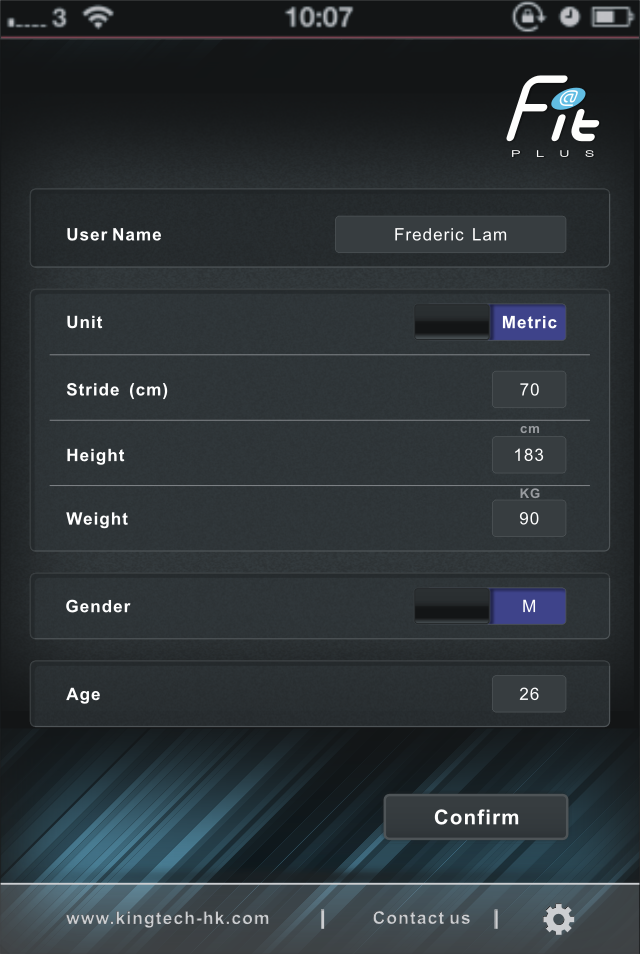 3 10:07
Fit
@
PLUS
User Name Frederic Lam
Unit Metric
Stride (cm) 70
cm
Height 183
KG
Weight 90
Gender M
Age 26
Confirm
www.kingtech-hk.com | Contact us |